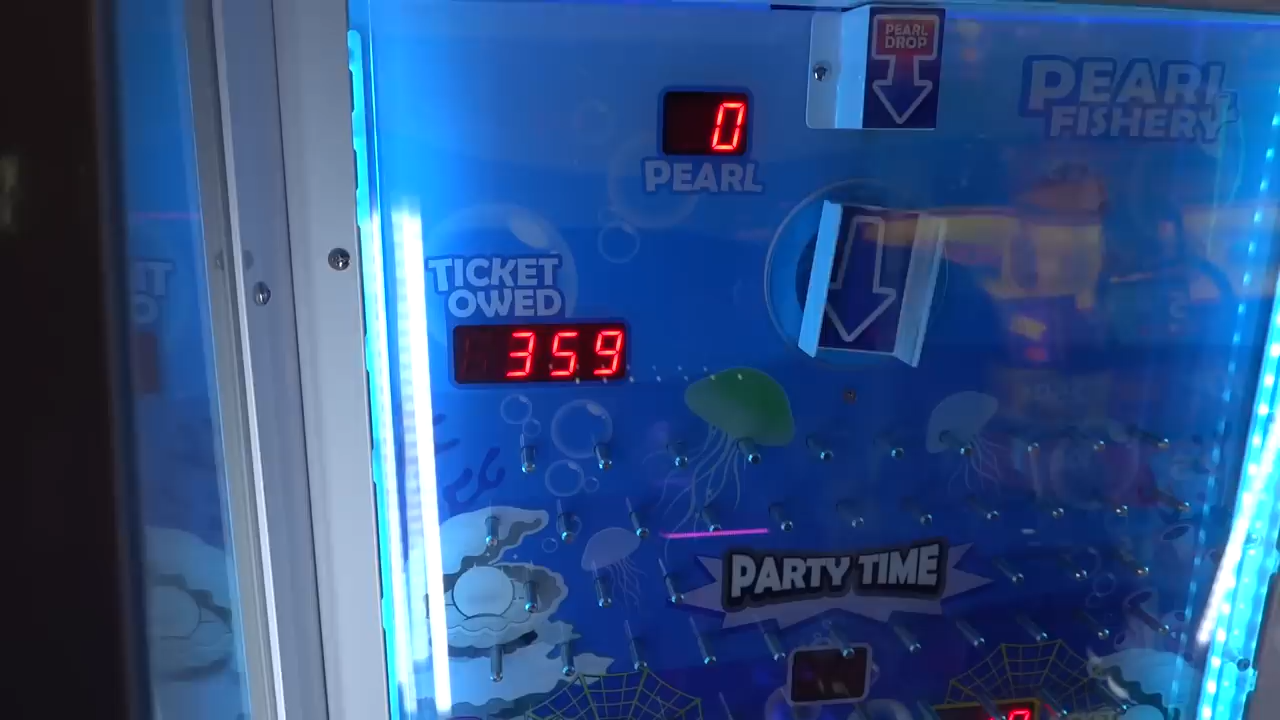 PEARL
DROP
PEARL
FISHERY
0
PEARL
TICKET
OWED
359
PARTY TIME